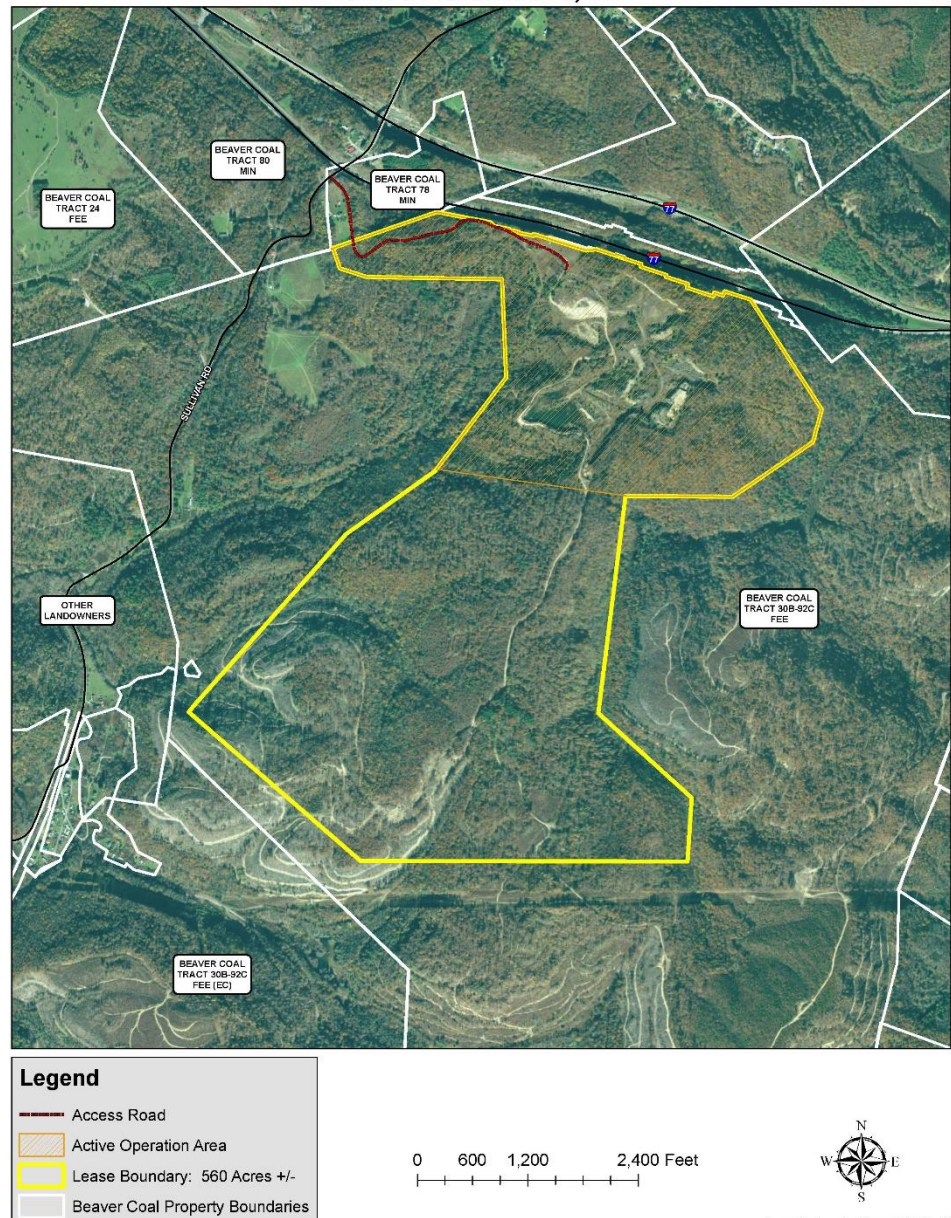 BEAVER COAL
TRACT 80
MIN
BEAVER COAL
TRACT 78
MIN
BEAVER COAL
TRACT 24
FEE
77
77
SULLIVAN RD
OTHER
LANDOWNERS
BEAVER COAL
TRACT 30B-92C
FEE
BEAVER COAL
TRACT 30B-92C
FEE (EC)
Legend
Access Road
Active Operation Area
Lease Boundary: 560 Acres +/-
Beaver Coal Property Boundaries
0 600 1,200 2,400 Feet
N
W E
S